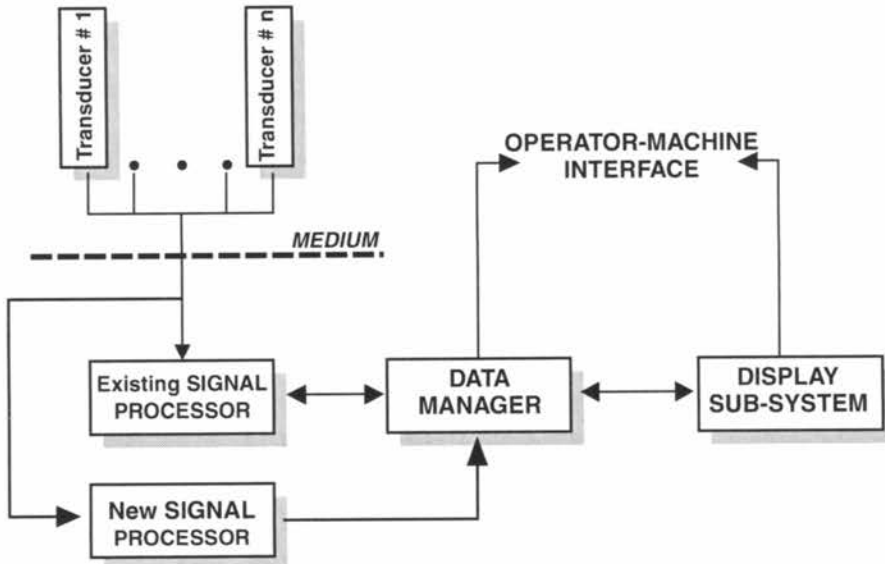 Transducer # 1
Transducer # n
OPERATOR-MACHINE
INTERFACE
MEDIUM
Existing SIGNAL
PROCESSOR
DATA
MANAGER
DISPLAY
SUB-SYSTEM
New SIGNAL
PROCESSOR